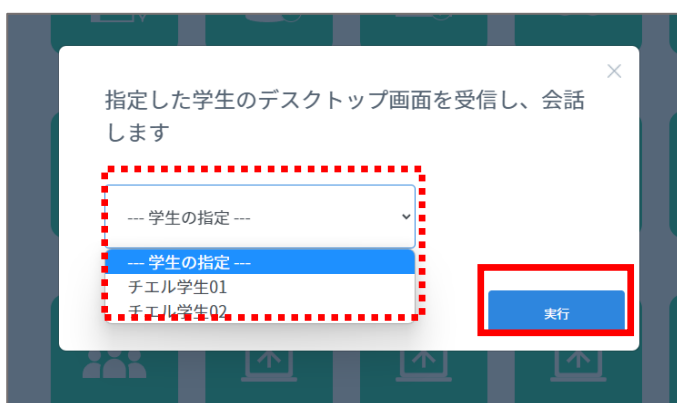 指定した学生のデスクトップ画面を受信し、会話
します
--- 学生の指定 ---
--- 学生の指定 ---
チエル学生01
チエル学生02
実行